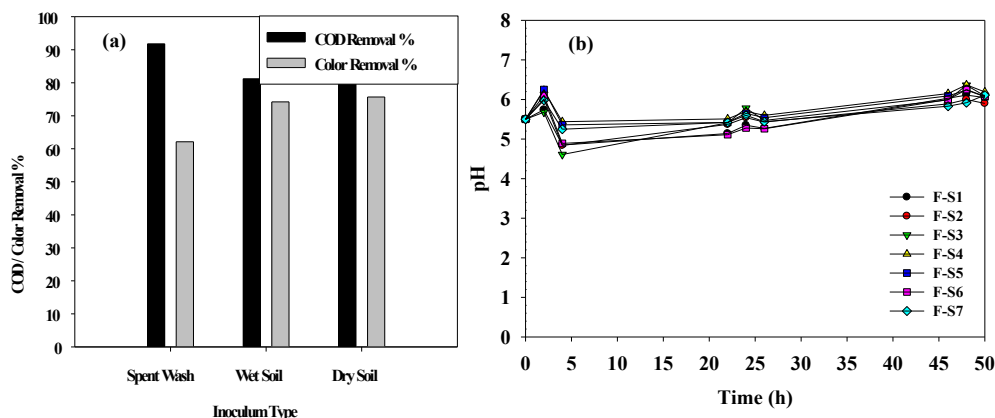 (a)
COD Removal %
Color Removal %
COD/ Color Removal %
100
90
80
70
60
50
40
30
20
10
0
Spent Wash Wet Soil Dry Soil
Inoculum Type
(b)
pH
8
7
6
5
4
3
2
1
0
F-S1
F-S2
F-S3
F-S4
F-S5
F-S6
F-S7
0 5 10 15 20 25 30 35 40 45 50
Time (h)